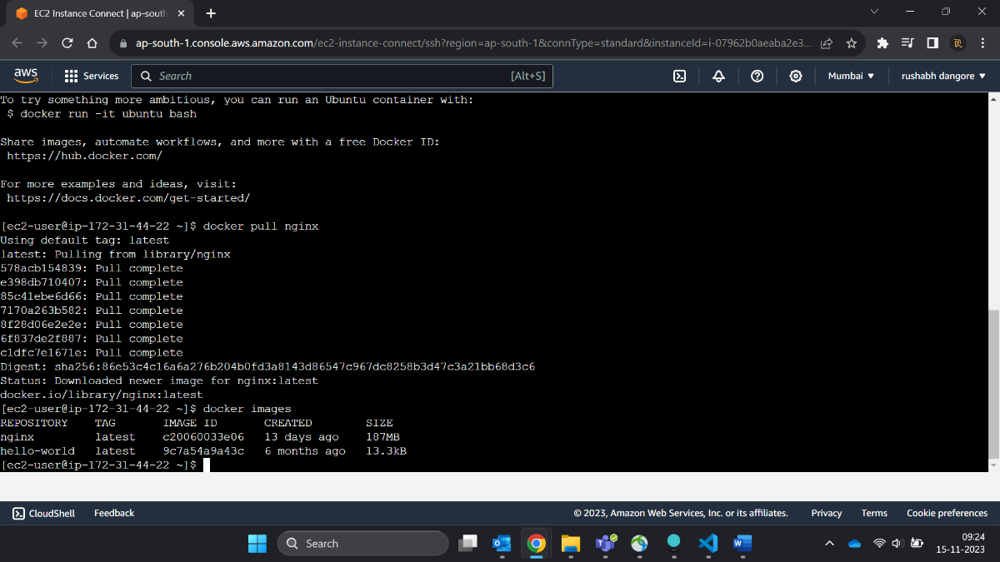 EC2 Instance Connect | ap-south
ap-south-1.console.aws.amazon.com/ec2-instance-connect/ssh?region=ap-south-1&connType=standard&instanceId=i-07962b0aeaba2e3...
aws Services Search [Alt+S] Mumbai rushabh dangore
To try something more ambitious, you can run an Ubuntu container with:
$ docker run -it ubuntu bash
Share images, automate workflows, and more with a free Docker ID:
https://hub.docker.com/
For more examples and ideas, visit:
https://docs.docker.com/get-started/
[ec2-user@ip-172-31-44-22 ~]$ docker pull nginx
Using default tag: latest
latest: Pulling from library/nginx
578acb154839: Pull complete
e398db710407: Pull complete
85c41ebe6d66: Pull complete
7170a263b582: Pull complete
8f28d06e2e2e: Pull complete
6f837de2f887: Pull complete
c1dfc7e1671e: Pull complete
Digest: sha256:86e53c4c16a6a276b204b0fd3a8143d86547c967dc8258b3d47c3a21bb68d3c6
Status: Downloaded newer image for nginx:latest
docker.io/library/nginx:latest
[ec2-user@ip-172-31-44-22 ~]$ docker images
REPOSITORY TAG IMAGE ID CREATED SIZE
nginx latest c20060033e06 13 days ago 187MB
hello-world latest 9c7a54a9a43c 6 months ago 13.3kB
[ec2-user@ip-172-31-44-22 ~]$
CloudShell Feedback © 2023, Amazon Web Services, Inc. or its affiliates. Privacy Terms Cookie preferences
Search
09:24
15-11-2023